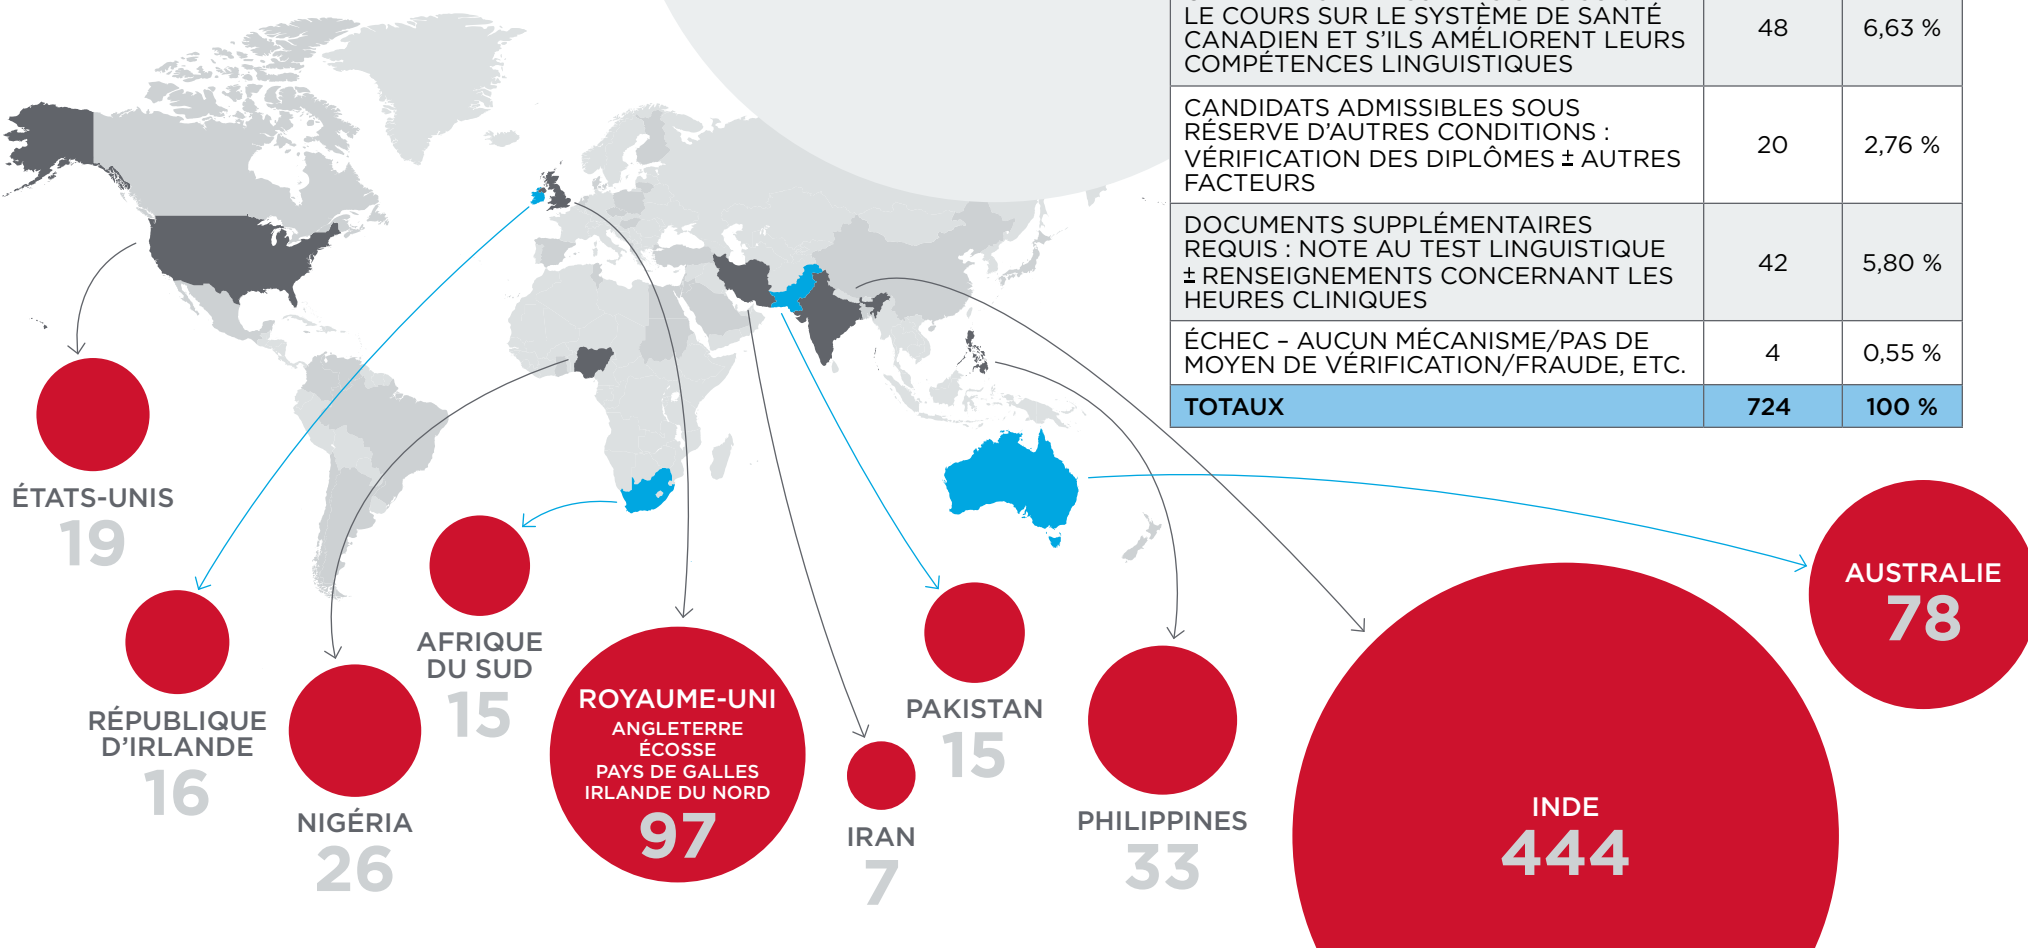 LE COURS SUR LE SYSTÈME DE SANTÉ
CANADIEN ET S'ILS AMÉLIORENT LEURS
COMPÉTENCES LINGUISTIQUES
48
6,63 %
CANDIDATS ADMISSIBLES SOUS
RÉSERVE D'AUTRES CONDITIONS :
VÉRIFICATION DES DIPLÔMES ± AUTRES
FACTEURS
20
2,76 %
DOCUMENTS SUPPLÉMENTAIRES
REQUIS : NOTE AU TEST LINGUISTIQUE
± RENSEIGNEMENTS CONCERNANT LES
HEURES CLINIQUES
42
5,80 %
ÉCHEC – AUCUN MÉCANISME/PAS DE
MOYEN DE VÉRIFICATION/FRAUDE, ETC.
4
0,55 %
TOTAUX
724
100 %
ÉTATS-UNIS
19
RÉPUBLIQUE
D'IRLANDE
16
NIGÉRIA
26
AFRIQUE
DU SUD
15
ROYAUME-UNI
ANGLETERRE
ÉCOSSE
PAYS DE GALLES
IRLANDE DU NORD
97
IRAN
7
PAKISTAN
15
PHILIPPINES
33
INDE
444
AUSTRALIE
78